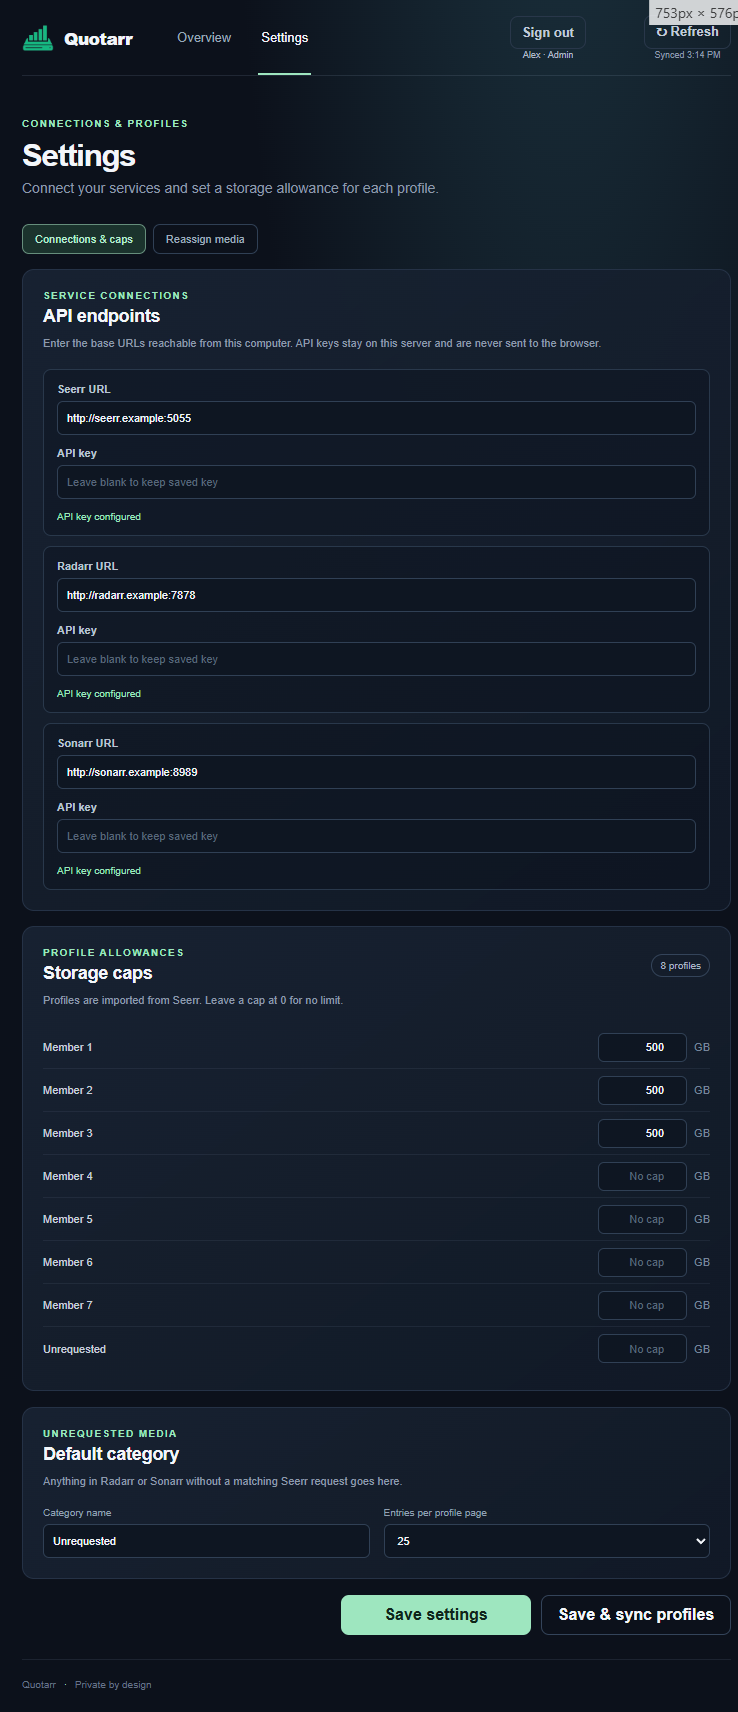 753px × 576p
Quotarr
Overview
Settings
Sign out
Alex · Admin
↻ Refresh
Synced 3:14 PM
CONNECTIONS & PROFILES
Settings
Connect your services and set a storage allowance for each profile.
Connections & caps
Reassign media
SERVICE CONNECTIONS
API endpoints
Enter the base URLs reachable from this computer. API keys stay on this server and are never sent to the browser.
Seerr URL
http://seerr.example:5055
API key
Leave blank to keep saved key
API key configured
Radarr URL
http://radarr.example:7878
API key
Leave blank to keep saved key
API key configured
Sonarr URL
http://sonarr.example:8989
API key
Leave blank to keep saved key
API key configured
PROFILE ALLOWANCES
Storage caps
8 profiles
Profiles are imported from Seerr. Leave a cap at 0 for no limit.
Member 1 500 GB
Member 2 500 GB
Member 3 500 GB
Member 4 No cap GB
Member 5 No cap GB
Member 6 No cap GB
Member 7 No cap GB
Unrequested No cap GB
UNREQUESTED MEDIA
Default category
Anything in Radarr or Sonarr without a matching Seerr request goes here.
Category name
Unrequested
Entries per profile page
25
Save settings
Save & sync profiles
Quotarr · Private by design